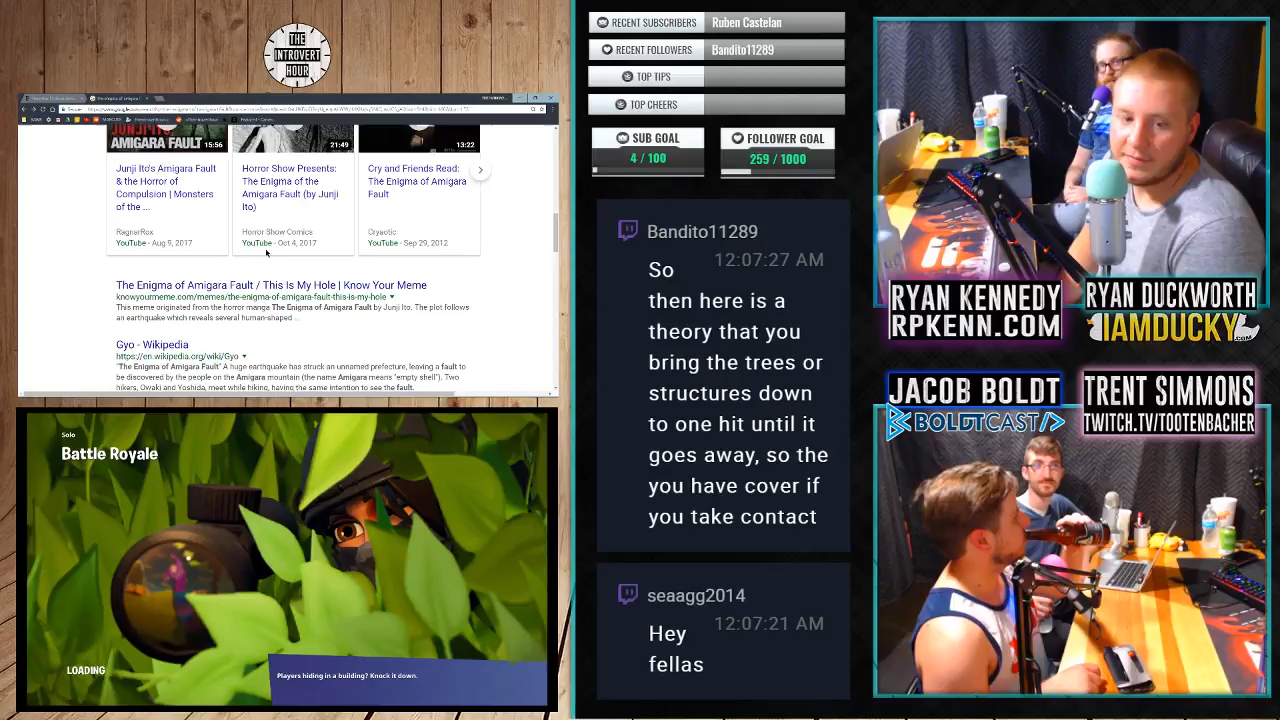 THE
INTROVERT
HOUR
JUNJI ITO'S
AMIGARA FAULT
15:56
21:49
13:22
Junji Ito's Amigara Fault
& the Horror of
Compulsion | Monsters
of the ...
RagnarRox
YouTube - Aug 9, 2017
Horror Show Presents:
The Enigma of the
Amigara Fault (by Junji
Ito)
Horror Show Comics
YouTube - Oct 4, 2017
Cry and Friends Read:
The Enigma of Amigara
Fault
Cryaotic
YouTube - Sep 29, 2012
The Enigma of Amigara Fault / This Is My Hole | Know Your Meme
knowyourmeme.com/memes/the-enigma-of-amigara-fault-this-is-my-hole
This meme originated from the horror manga The Enigma of Amigara Fault by Junji Ito. The plot follows
an earthquake which reveals several human-shaped ...
Gyo - Wikipedia
https://en.wikipedia.org/wiki/Gyo
"The Enigma of Amigara Fault" A huge earthquake has struck an unnamed prefecture, leaving a fault to
be discovered by the people on the Amigara mountain (the name Amigara means "empty shell"). Two
hikers, Owaki and Yoshida, meet while hiking, having the same intention to see the fault.
Solo
Battle Royale
LOADING
Players hiding in a building? Knock it down.
RECENT SUBSCRIBERS Ruben Castelan
RECENT FOLLOWERS Bandito11289
TOP TIPS
TOP CHEERS
SUB GOAL
4 / 100
FOLLOWER GOAL
259 / 1000
Bandito11289
12:07:27 AM
So
then here is a
theory that you
bring the trees or
structures down
to one hit until it
goes away, so the
you have cover if
you take contact
seaagg2014
12:07:21 AM
Hey
fellas
RYAN KENNEDY
RPKENN.COM
RYAN DUCKWORTH
IAMDUCKY.COM
JACOB BOLDT
BOLDTCAST
TRENT SIMMONS
TWITCH.TV/TOOTENBACHER